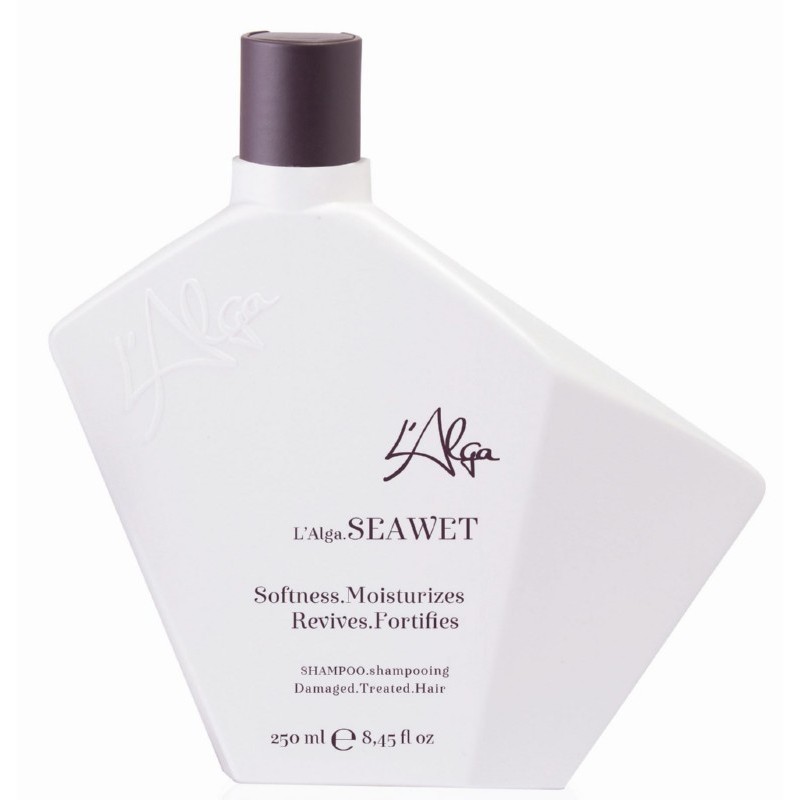 L'Alga
L'Alga
L'Alga.SEAWET
Softness.Moisturizes
Revives.Fortifies
SHAMPOO.shampooing
Damaged.Treated.Hair
250 ml ℮ 8,45 fl oz